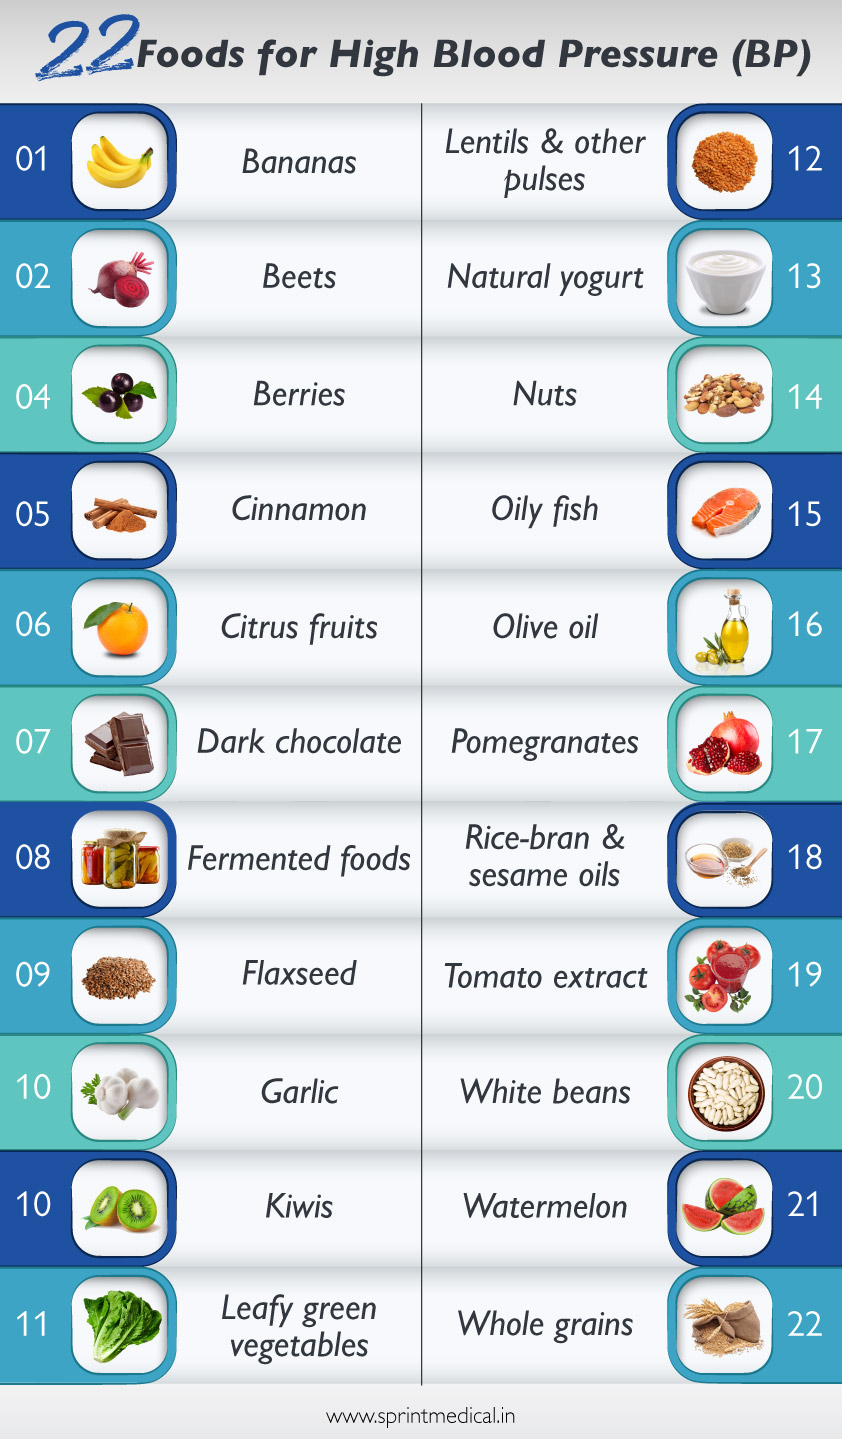 22 Foods for High Blood Pressure (BP)
01
Bananas
02
Beets
04
Berries
05
Cinnamon
06
Citrus fruits
07
Dark chocolate
08
Fermented foods
09
Flaxseed
10
Garlic
10
Kiwis
11
Leafy green
vegetables
Lentils & other
pulses
12
Natural yogurt
13
Nuts
14
Oily fish
15
Olive oil
16
Pomegranates
17
Rice-bran &
sesame oils
18
Tomato extract
19
White beans
20
Watermelon
21
Whole grains
22
www.sprintmedical.in